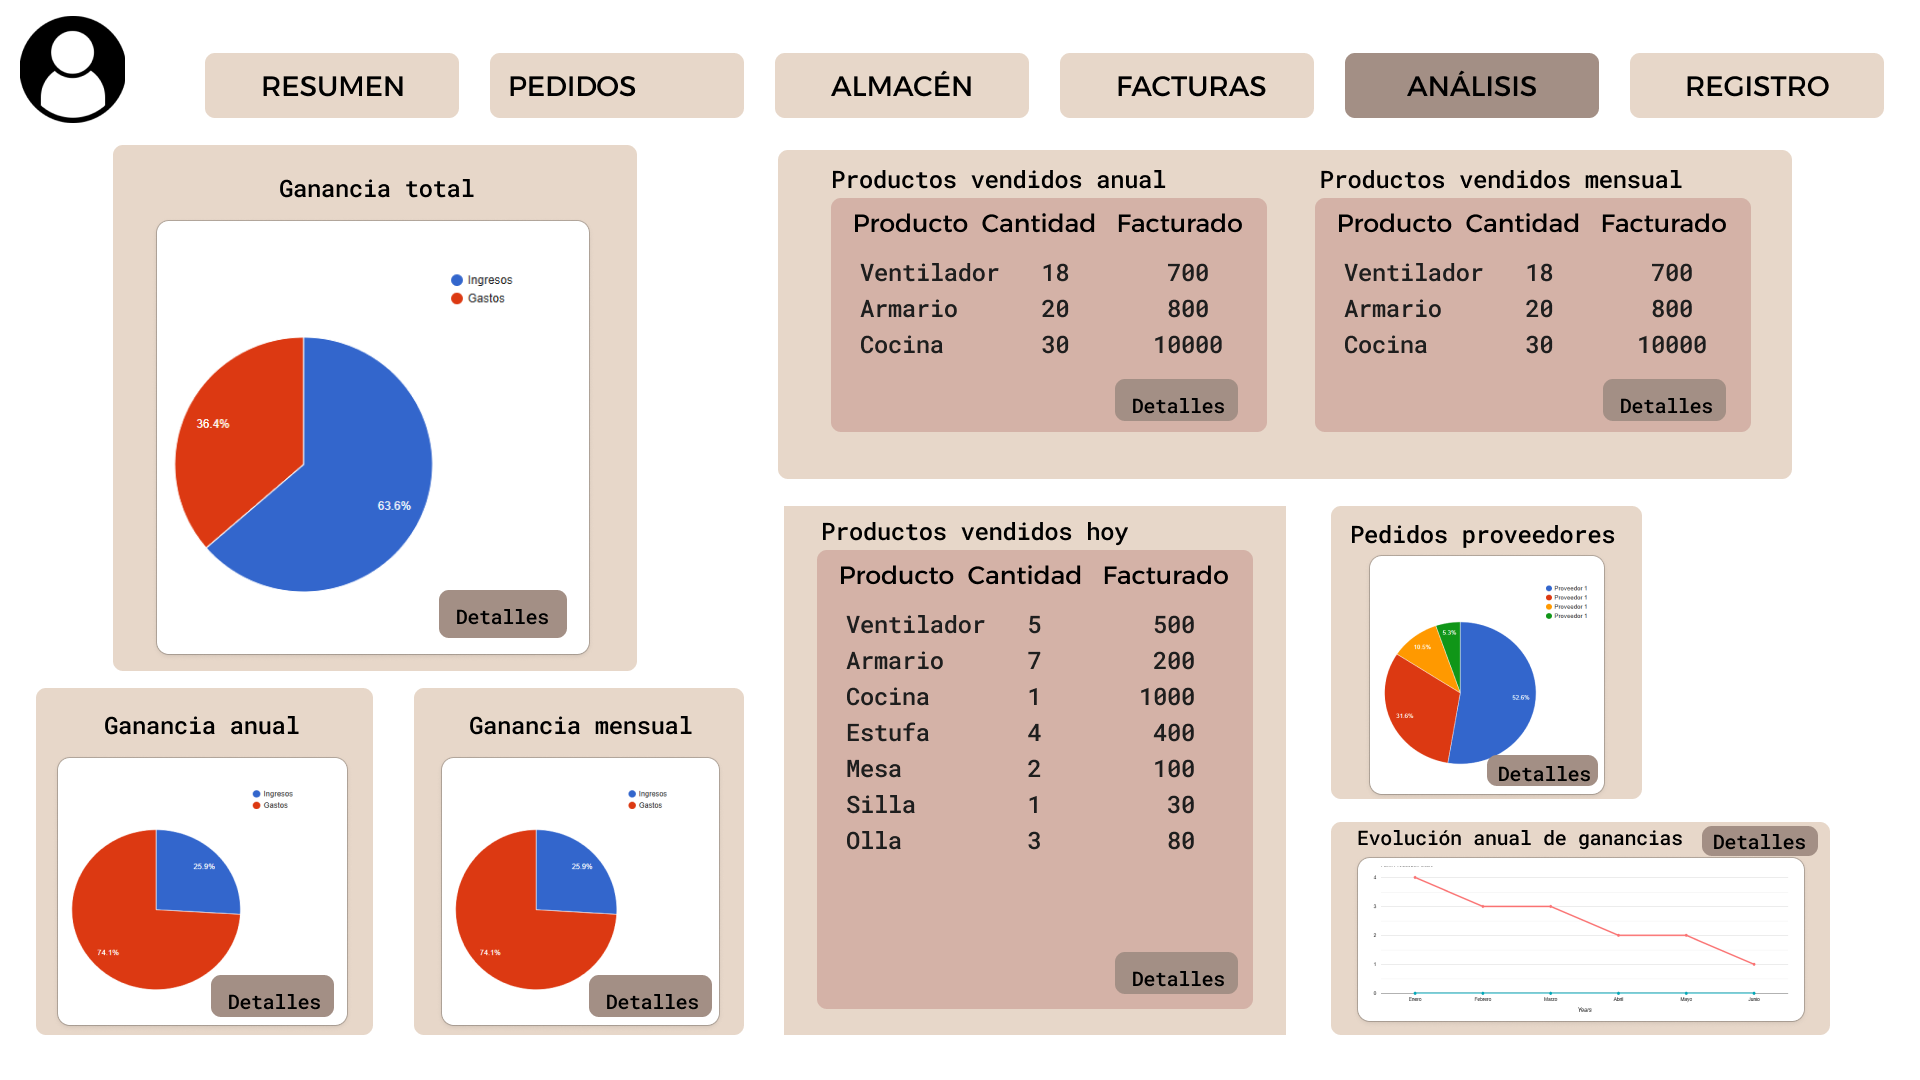 RESUMEN
PEDIDOS
ALMACÉN
FACTURAS
ANÁLISIS
REGISTRO
Ganancia total
Ingresos
Gastos
36.4%
63.6%
Detalles
Ganancia anual
Ingresos
Gastos
25.9%
74.1%
Detalles
Ganancia mensual
Ingresos
Gastos
25.9%
74.1%
Detalles
Productos vendidos anual
Producto Cantidad Facturado
Ventilador 18 700
Armario 20 800
Cocina 30 10000
Detalles
Productos vendidos mensual
Producto Cantidad Facturado
Ventilador 18 700
Armario 20 800
Cocina 30 10000
Detalles
Productos vendidos hoy
Producto Cantidad Facturado
Ventilador 5 500
Armario 7 200
Cocina 1 1000
Estufa 4 400
Mesa 2 100
Silla 1 30
Olla 3 80
Detalles
Pedidos proveedores
Proveedor 1
Proveedor 1
Proveedor 1
Proveedor 1
5.3%
10.5%
52.6%
31.6%
Detalles
Evolución anual de ganancias
Detalles
4
3
2
1
0
Enero Febrero Marzo Abril Mayo Junio
Years